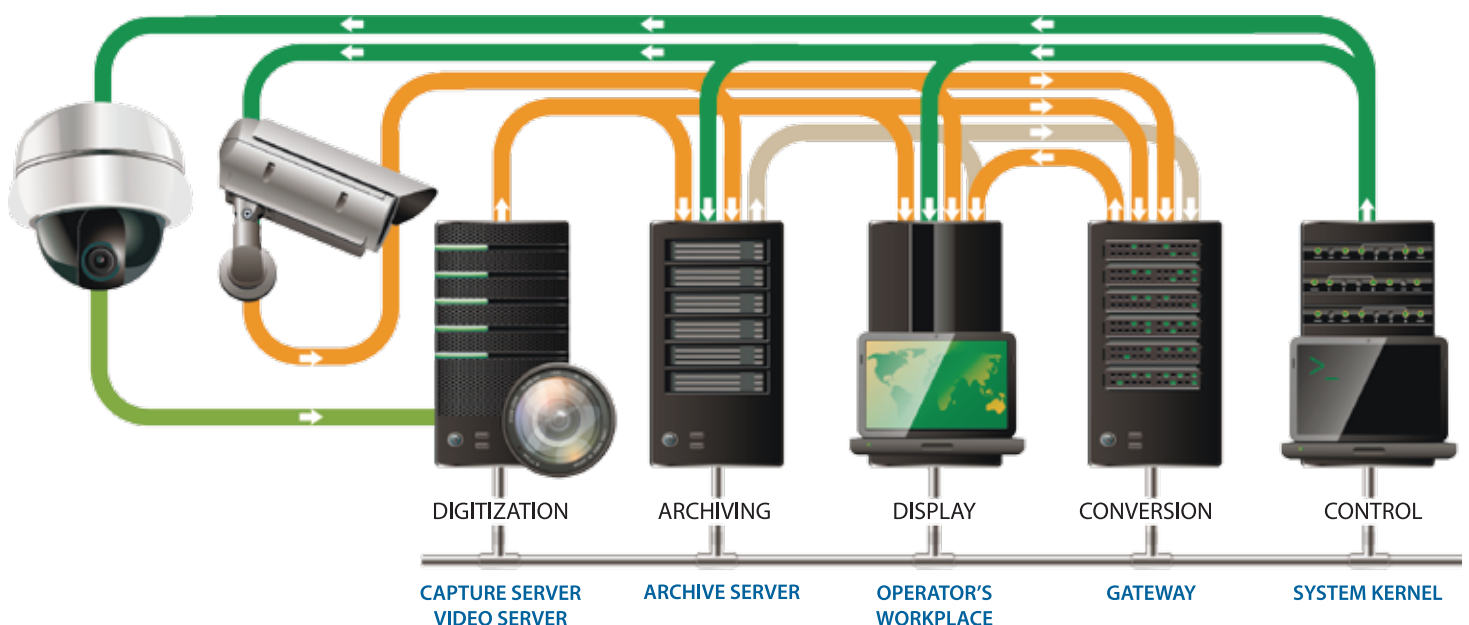 DIGITIZATION
ARCHIVING
DISPLAY
CONVERSION
CONTROL
CAPTURE SERVER
VIDEO SERVER
ARCHIVE SERVER
OPERATOR'S
WORKPLACE
GATEWAY
SYSTEM KERNEL